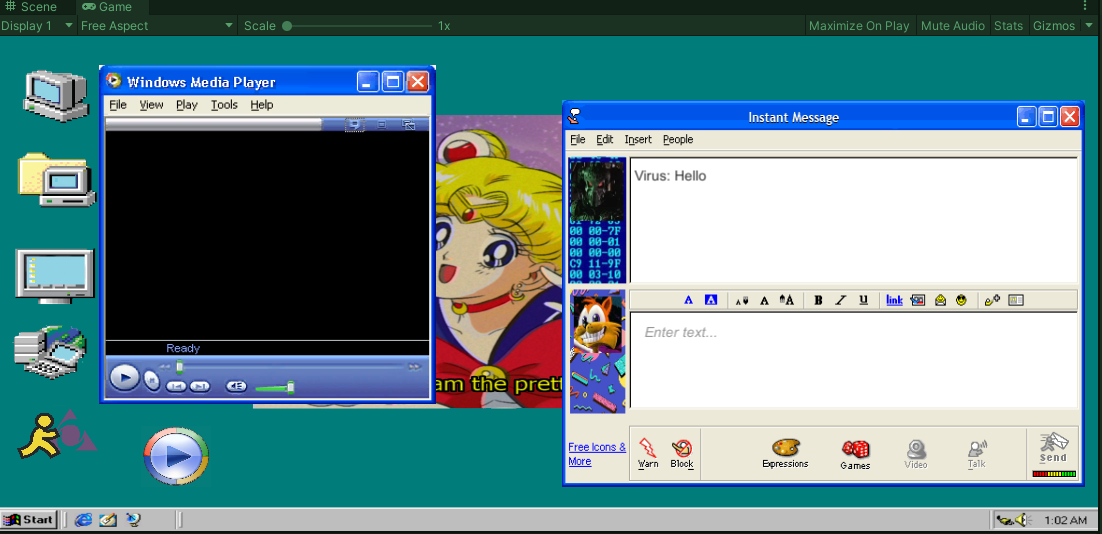 Scene Game
Display 1 Free Aspect Scale 1x Maximize On Play Mute Audio Stats Gizmos
Windows Media Player
File View Play Tools Help
Ready
am the prett
Instant Message
File Edit Insert People
Virus: Hello
00 00-7F
00 00-01
00 00-00
C9 11-9F
00 03-10
A A A A A B I U link
Enter text...
Free Icons &
More
Warn Block Expressions Games Video Talk Send
Start 1:02 AM